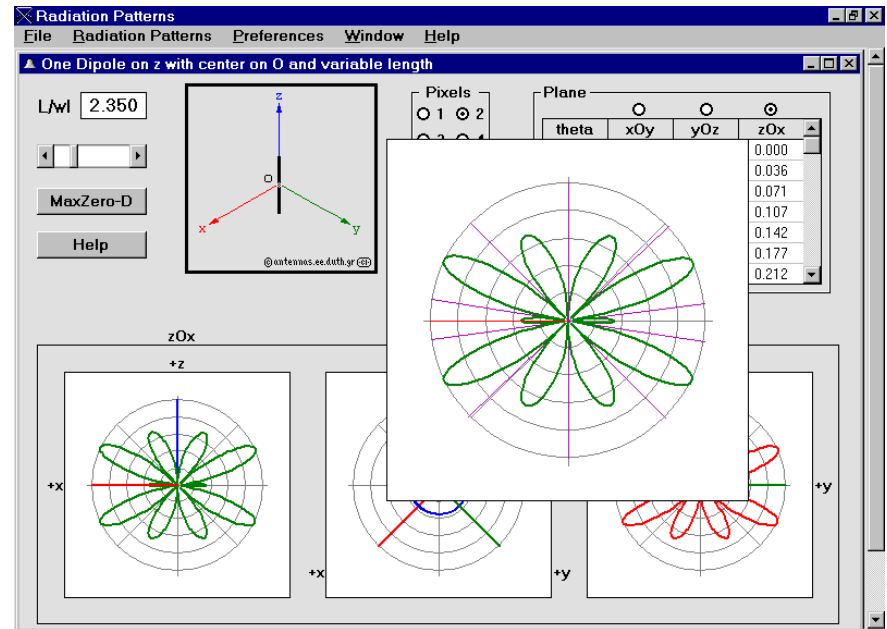 Radiation Patterns
File Radiation Patterns Preferences Window Help
One Dipole on z with center on O and variable length
L/wl 2.350
MaxZero-D
Help
z
O
x
y
©antennas.ee.duth.gr
Pixels
1 2
Plane
theta xOy yOz zOx
0.000
0.036
0.071
0.107
0.142
0.177
0.212
zOx
+z
+x
+x
+y
+y